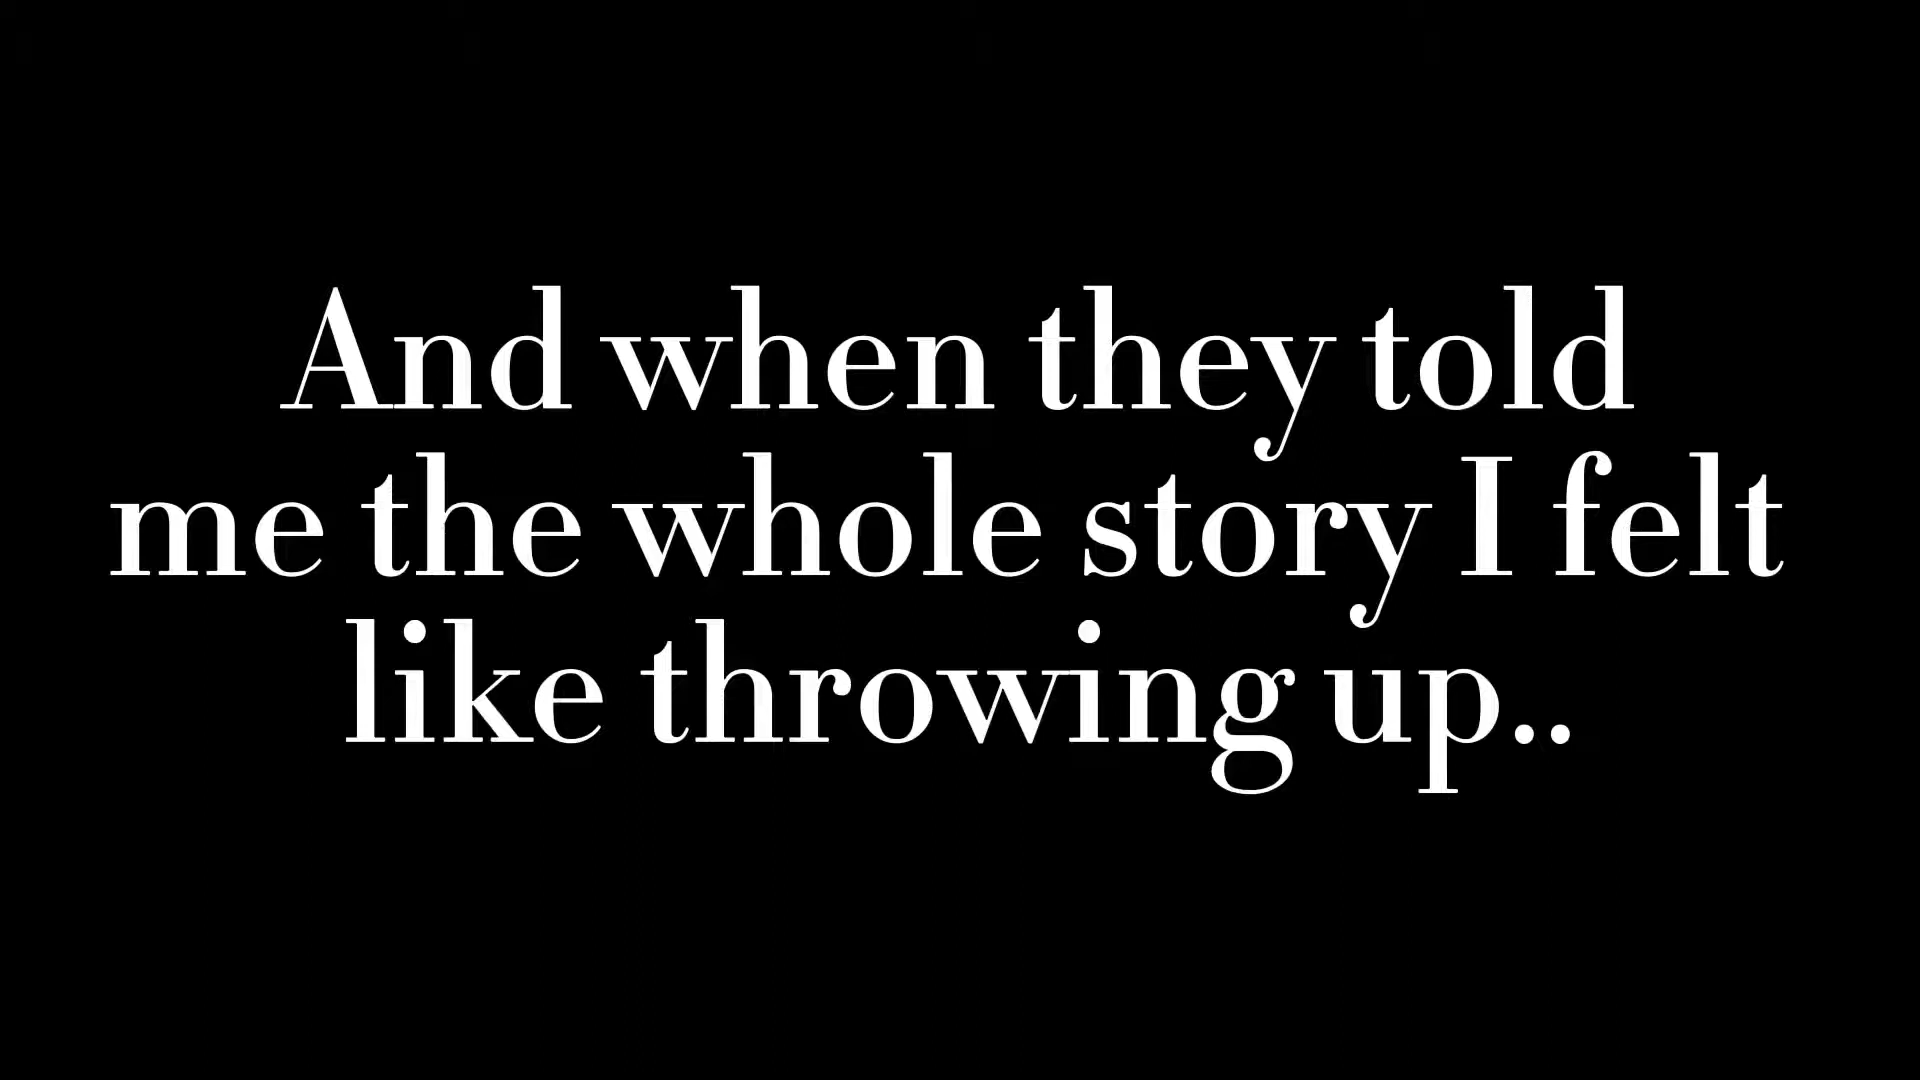 And when they told
me the whole story I felt
like throwing up..